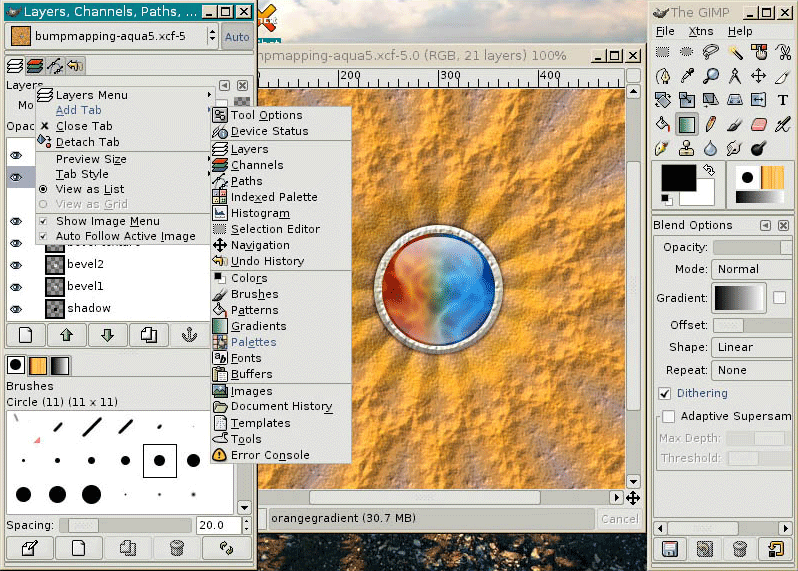 Layers, Channels, Paths, ...
bumpmapping-aqua5.xcf-5
Auto
Layers
Layers Menu
Add Tab
Close Tab
Detach Tab
Preview Size
Tab Style
View as List
View as Grid
Show Image Menu
Auto Follow Active Image
bevel2
bevel1
shadow
Brushes
Circle (11) (11 x 11)
Spacing:
20.0
Tool Options
Device Status
Layers
Channels
Paths
Indexed Palette
Histogram
Selection Editor
Navigation
Undo History
Colors
Brushes
Patterns
Gradients
Palettes
Fonts
Buffers
Images
Document History
Templates
Tools
Error Console
mpmapping-aqua5.xcf-5.0 (RGB, 21 layers) 100%
200
300
400
orangegradient (30.7 MB)
Cancel
The GIMP
File Xtns Help
Blend Options
Opacity:
Mode: Normal
Gradient:
Offset:
Shape: Linear
Repeat: None
Dithering
Adaptive Supersam
Max Depth:
Threshold: